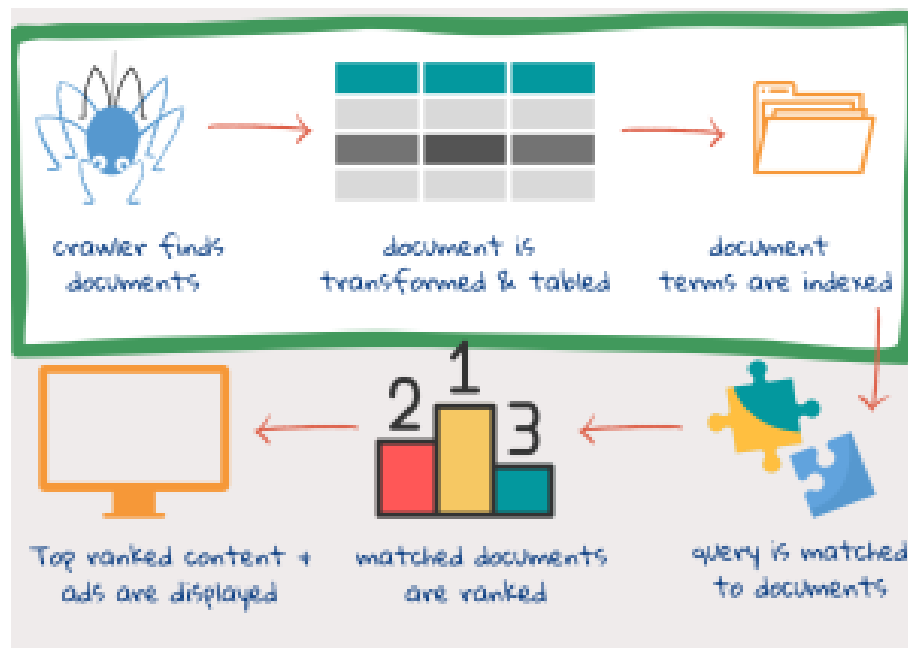 crawler finds
documents
document is
transformed & tabled
document
terms are indexed
2
1
3
Top ranked content +
ads are displayed
matched documents
are ranked
query is matched
to documents